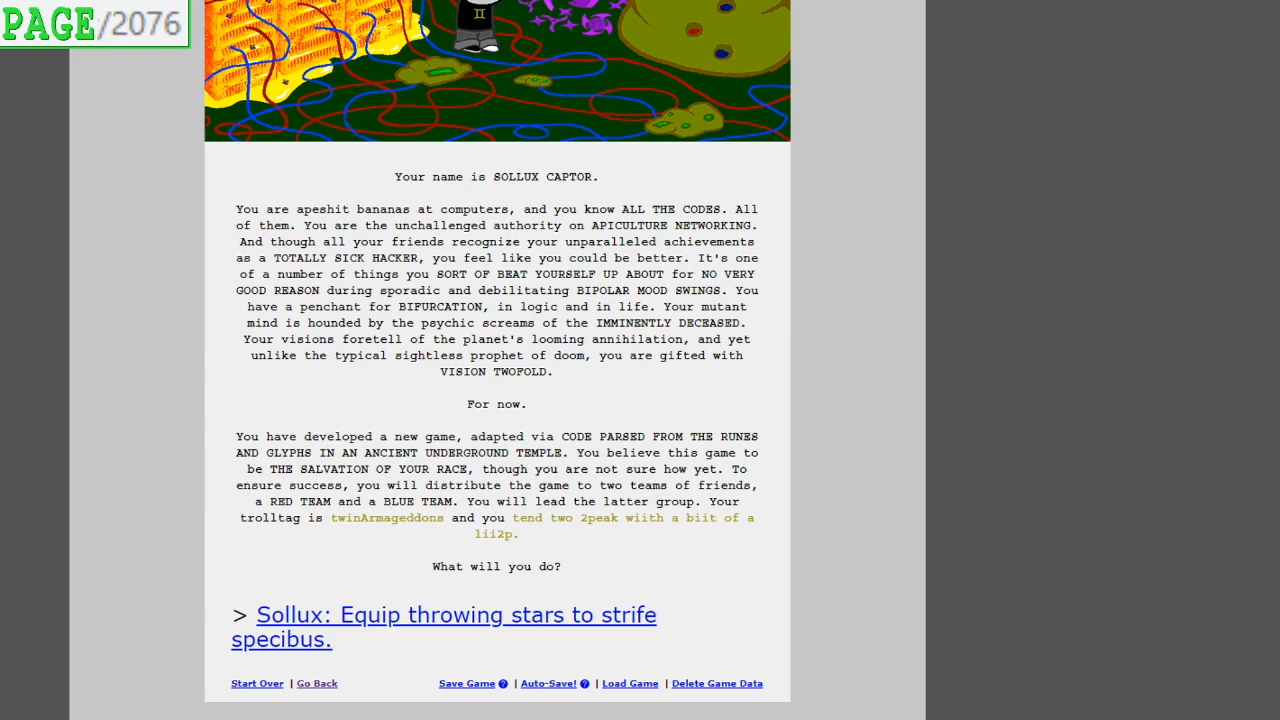 PAGE/2076
II
Your name is SOLLUX CAPTOR.
You are apeshit bananas at computers, and you know ALL THE CODES. All
of them. You are the unchallenged authority on APICULTURE NETWORKING.
And though all your friends recognize your unparalleled achievements
as a TOTALLY SICK HACKER, you feel like you could be better. It's one
of a number of things you SORT OF BEAT YOURSELF UP ABOUT for NO VERY
GOOD REASON during sporadic and debilitating BIPOLAR MOOD SWINGS. You
have a penchant for BIFURCATION, in logic and in life. Your mutant
mind is hounded by the psychic screams of the IMMINENTLY DECEASED.
Your visions foretell of the planet's looming annihilation, and yet
unlike the typical sightless prophet of doom, you are gifted with
VISION TWOFOLD.
For now.
You have developed a new game, adapted via CODE PARSED FROM THE RUNES
AND GLYPHS IN AN ANCIENT UNDERGROUND TEMPLE. You believe this game to
be THE SALVATION OF YOUR RACE, though you are not sure how yet. To
ensure success, you will distribute the game to two teams of friends,
a RED TEAM and a BLUE TEAM. You will lead the latter group. Your
trolltag is twinArmageddons and you tend two 2peak wiith a biit of a
lii2p.
What will you do?
> Sollux: Equip throwing stars to strife
specibus.
Start Over | Go Back Save Game ? | Auto-Save! ? | Load Game | Delete Game Data